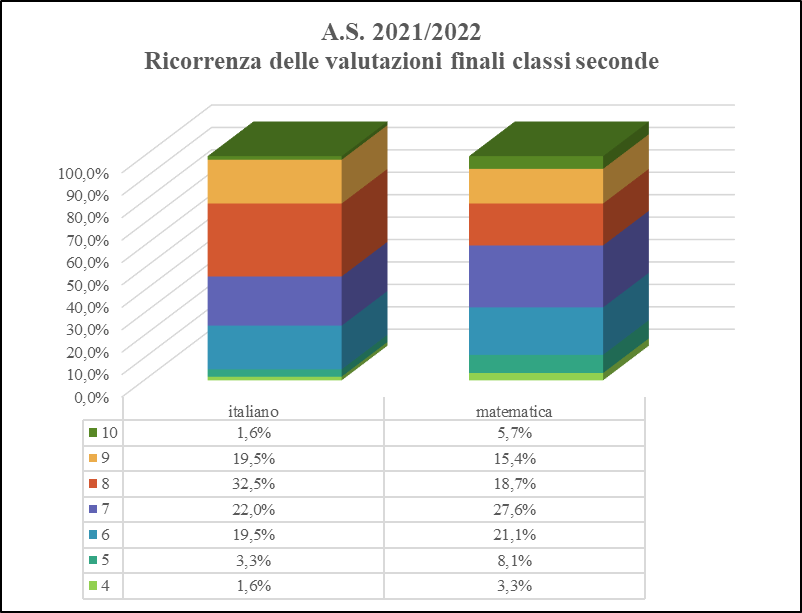 A.S. 2021/2022
Ricorrenza delle valutazioni finali classi seconde
100,0%
90,0%
80,0%
70,0%
60,0%
50,0%
40,0%
30,0%
20,0%
10,0%
0,0%
italiano matematica
10 1,6% 5,7%
9 19,5% 15,4%
8 32,5% 18,7%
7 22,0% 27,6%
6 19,5% 21,1%
5 3,3% 8,1%
4 1,6% 3,3%